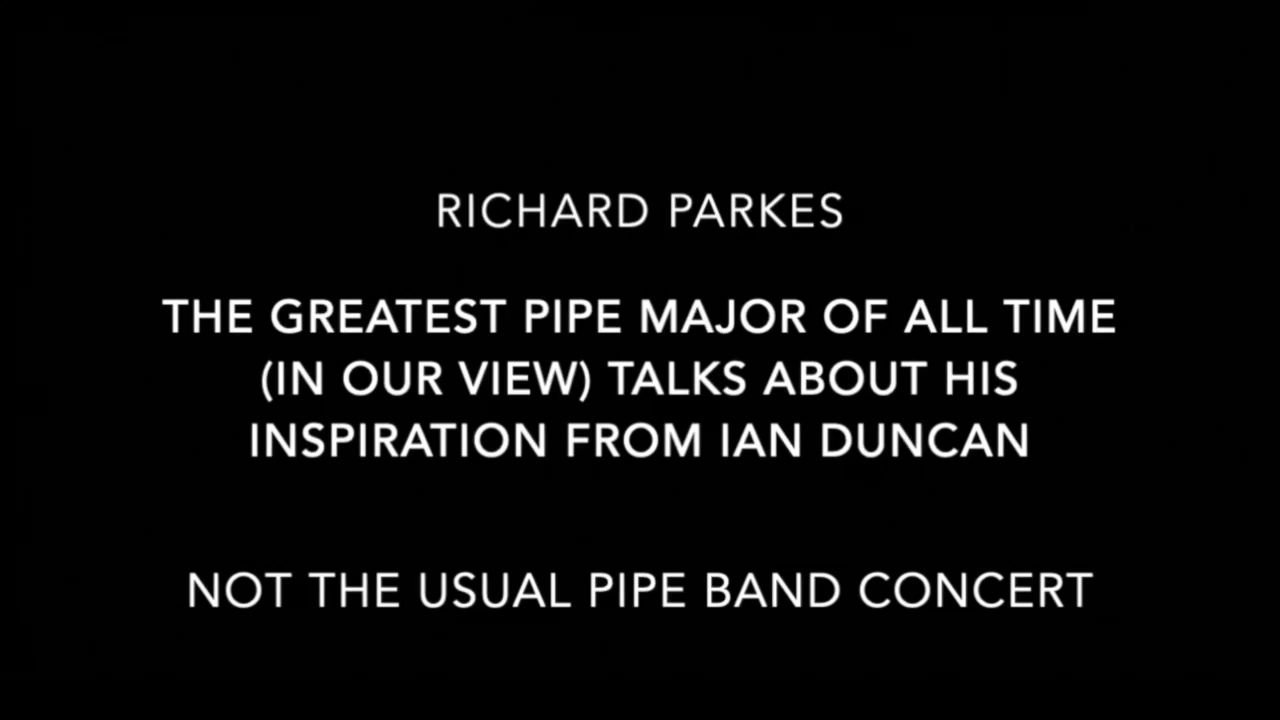 RICHARD PARKES
THE GREATEST PIPE MAJOR OF ALL TIME
(IN OUR VIEW) TALKS ABOUT HIS
INSPIRATION FROM IAN DUNCAN
NOT THE USUAL PIPE BAND CONCERT